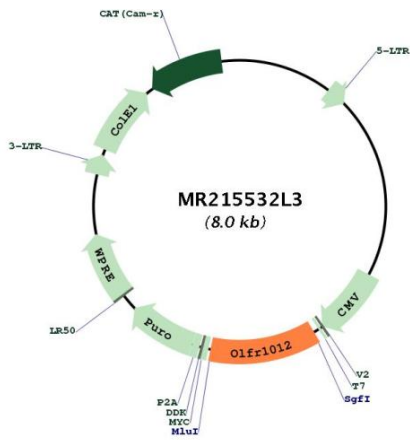 CAT(Cam-r)
5-LTR
ColE1
3-LTR
MR215532L3
(8.0 kb)
WPRE
CMV
LR50
Puro
Olfr1012
V2
T7
SgfI
P2A
DDK
MYC
MluI